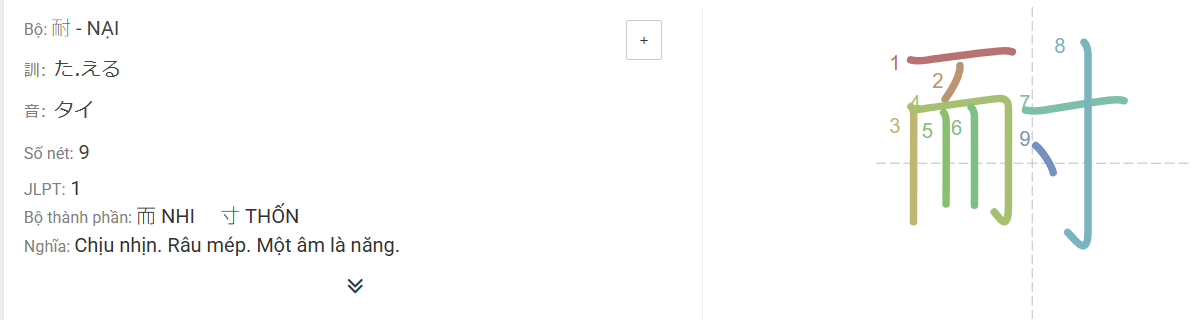 Bộ: 耐 - NẠI
+
訓: た.える
音: タイ
Số nét: 9
JLPT: 1
Bộ thành phần: 而 NHI 寸 THỐN
Nghĩa: Chịu nhịn. Râu mép. Một âm là năng.
耐
1
2
3
4
5
6
7
8
9